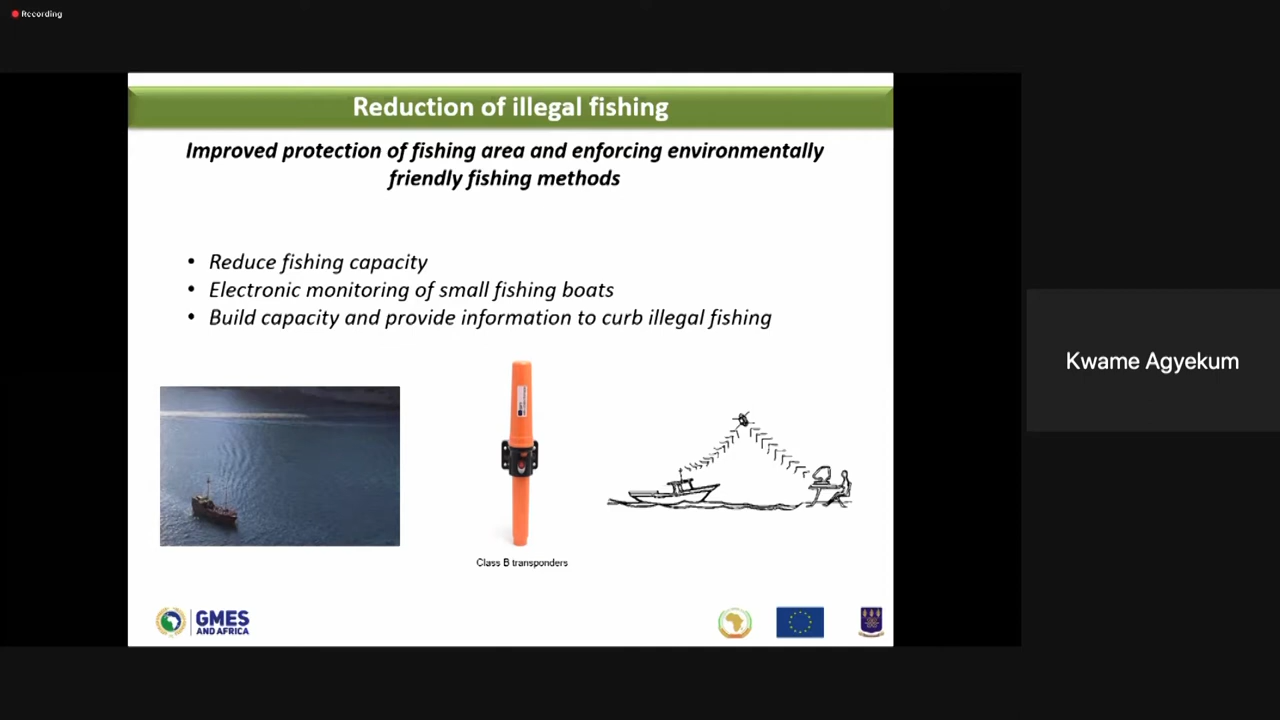 Recording
Reduction of illegal fishing
Improved protection of fishing area and enforcing environmentally
friendly fishing methods
• Reduce fishing capacity
• Electronic monitoring of small fishing boats
• Build capacity and provide information to curb illegal fishing
Kwame Agyekum
Class B transponders
GMES
AND AFRICA